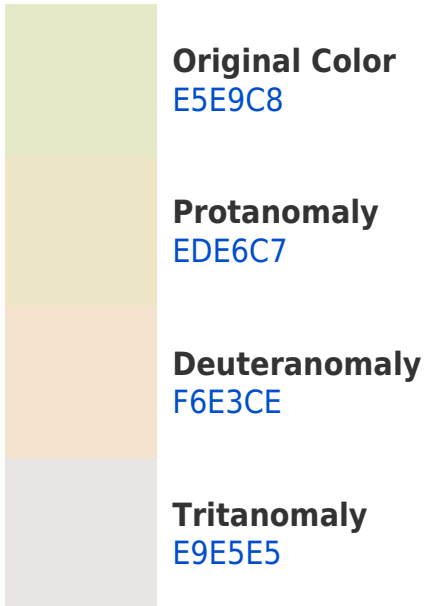 Original Color
E5E9C8
Protanomaly
EDE6C7
Deuteranomaly
F6E3CE
Tritanomaly
E9E5E5